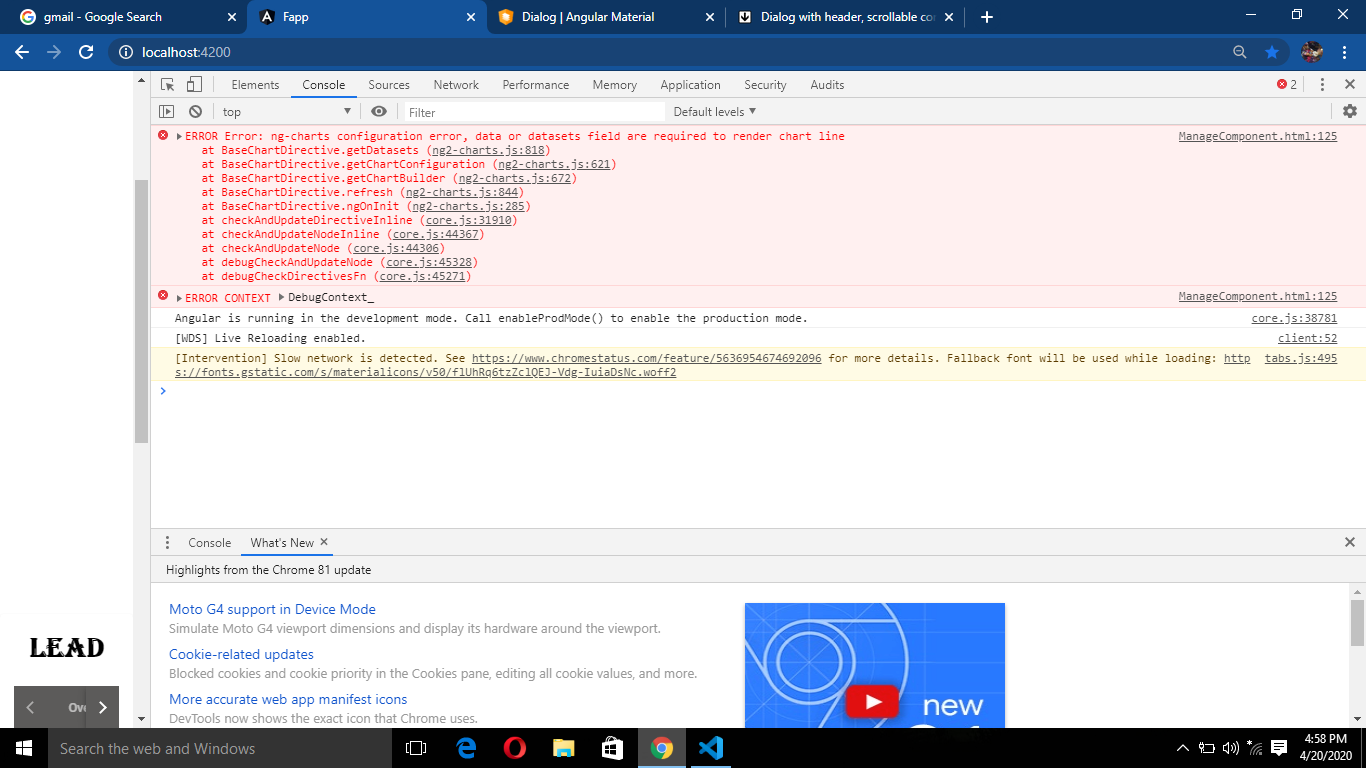 gmail - Google Search
Fapp
Dialog | Angular Material
Dialog with header, scrollable co
localhost:4200
Elements Console Sources Network Performance Memory Application Security Audits 2
top Filter Default levels
ERROR Error: ng-charts configuration error, data or datasets field are required to render chart line ManageComponent.html:125
at BaseChartDirective.getDatasets (ng2-charts.js:818)
at BaseChartDirective.getChartConfiguration (ng2-charts.js:621)
at BaseChartDirective.getChartBuilder (ng2-charts.js:672)
at BaseChartDirective.refresh (ng2-charts.js:844)
at BaseChartDirective.ngOnInit (ng2-charts.js:285)
at checkAndUpdateDirectiveInline (core.js:31910)
at checkAndUpdateNodeInline (core.js:44367)
at checkAndUpdateNode (core.js:44306)
at debugCheckAndUpdateNode (core.js:45328)
at debugCheckDirectivesFn (core.js:45271)
ERROR CONTEXT DebugContext_ ManageComponent.html:125
Angular is running in the development mode. Call enableProdMode() to enable the production mode. core.js:38781
[WDS] Live Reloading enabled. client:52
[Intervention] Slow network is detected. See https://www.chromestatus.com/feature/5636954674692096 for more details. Fallback font will be used while loading: http tabs.js:495
s://fonts.gstatic.com/s/materialicons/v50/flUhRq6tzZclQEJ-Vdg-IuiaDsNc.woff2
Console What's New
Highlights from the Chrome 81 update
Moto G4 support in Device Mode
Simulate Moto G4 viewport dimensions and display its hardware around the viewport.
Cookie-related updates
Blocked cookies and cookie priority in the Cookies pane, editing all cookie values, and more.
More accurate web app manifest icons
DevTools now shows the exact icon that Chrome uses.
new
LEAD
Ove
Search the web and Windows
4:58 PM
4/20/2020